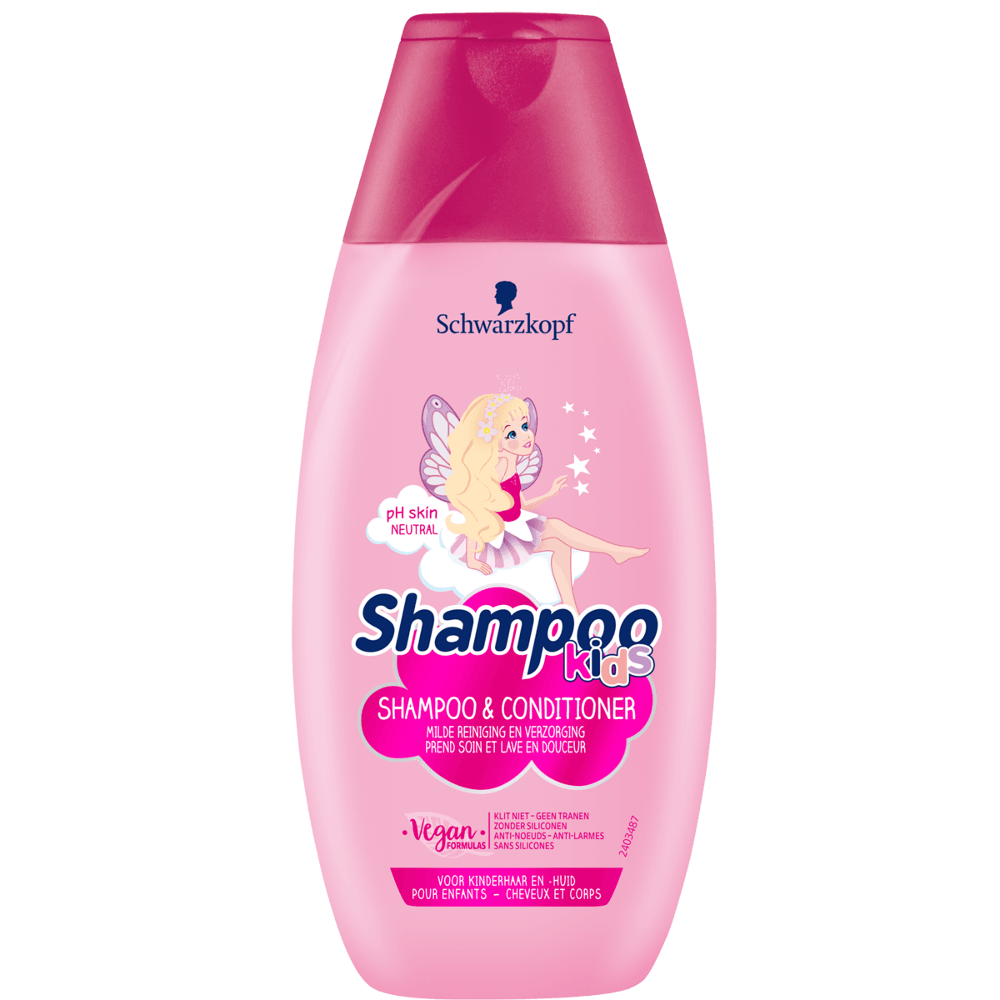 Schwarzkopf
pH skin
NEUTRAL
Shampoo
kids
SHAMPOO & CONDITIONER
MILDE REINIGING EN VERZORGING
PREND SOIN ET LAVE EN DOUCEUR
• Vegan •
FORMULAS
KLIT NIET – GEEN TRANEN
ZONDER SILICONEN
ANTI-NOEUDS – ANTI-LARMES
SANS SILICONES
2403487
VOOR KINDERHAAR EN -HUID
POUR ENFANTS – CHEVEUX ET CORPS